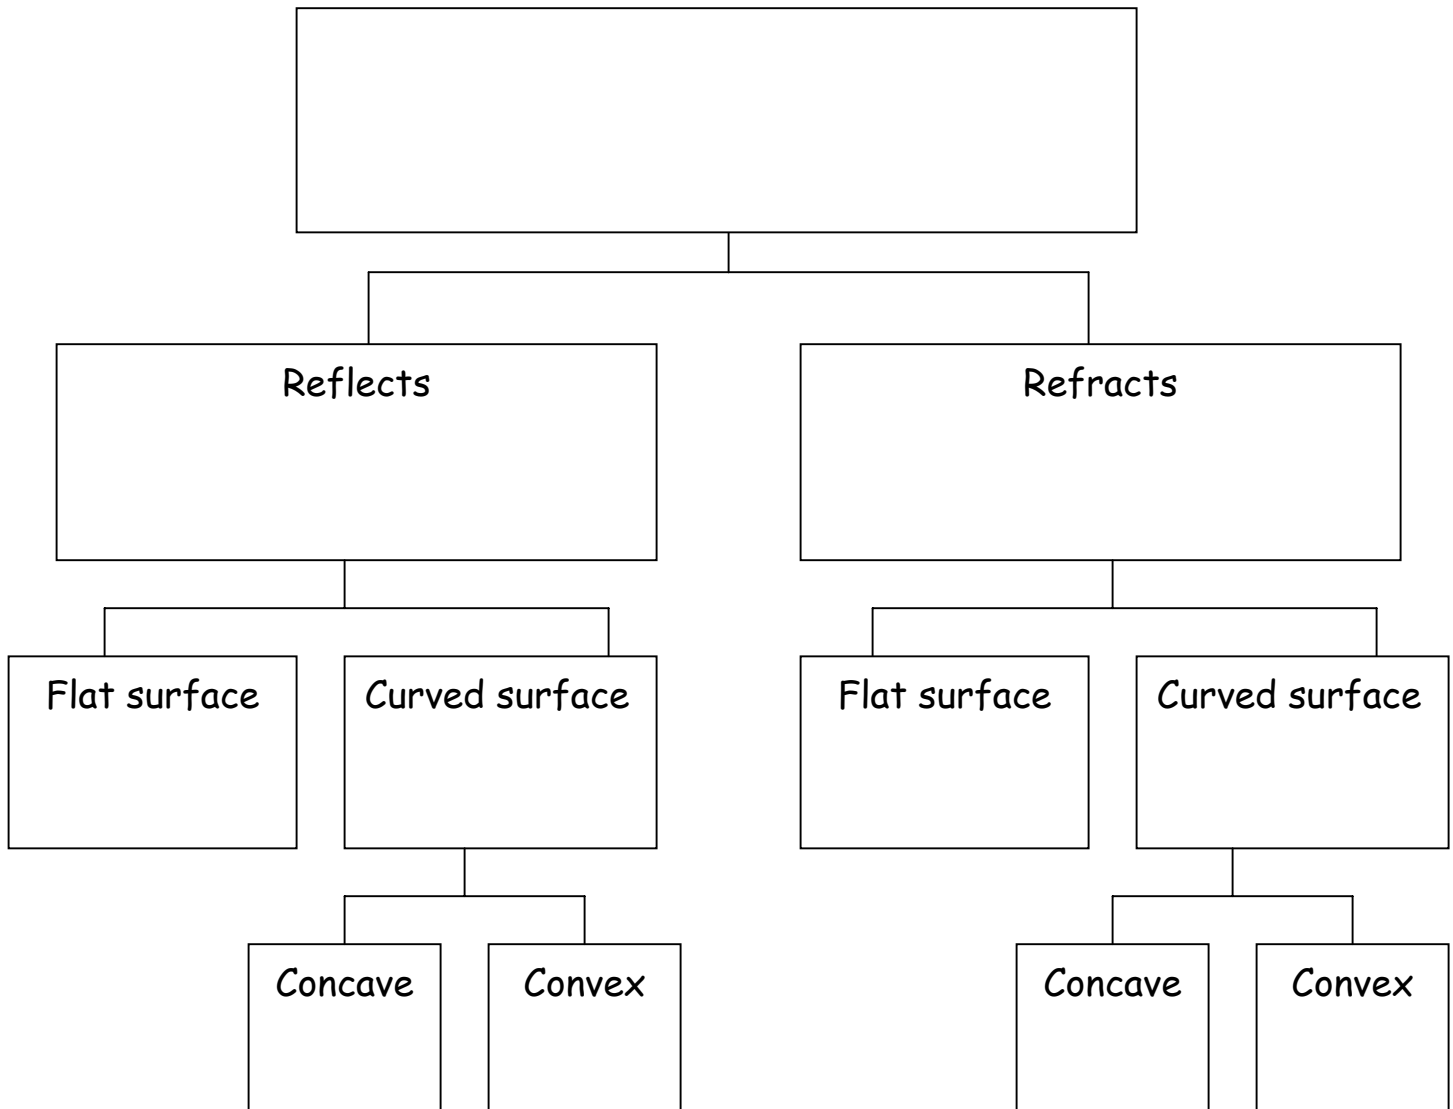 Reflects
Refracts
Flat surface
Curved surface
Flat surface
Curved surface
Concave
Convex
Concave
Convex